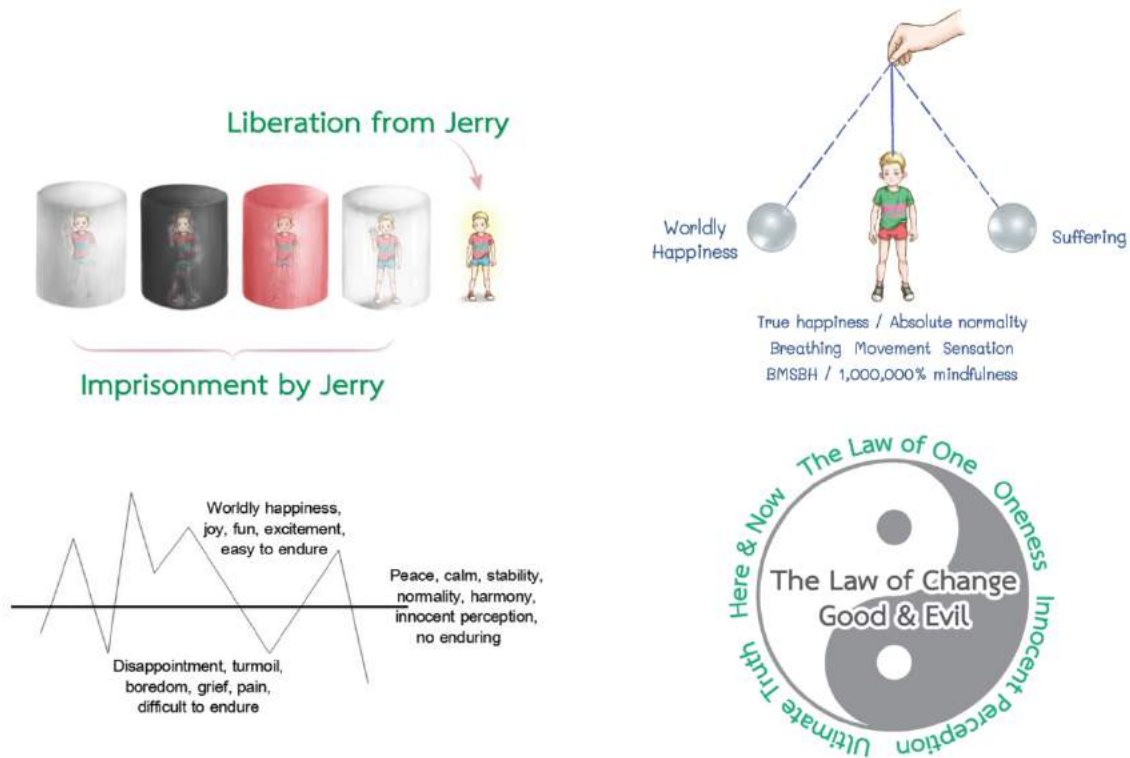 Liberation from Jerry
Imprisonment by Jerry
Worldly
Happiness
Suffering
True happiness / Absolute normality
Breathing Movement Sensation
BMSBH / 1,000,000% mindfulness
Worldly happiness,
joy, fun, excitement,
easy to endure
Peace, calm, stability,
normality, harmony,
innocent perception,
no enduring
Disappointment, turmoil,
boredom, grief, pain,
difficult to endure
The Law of One
Oneness
Innocent Perception
Ultimate Truth
Here & Now
The Law of Change
Good & Evil